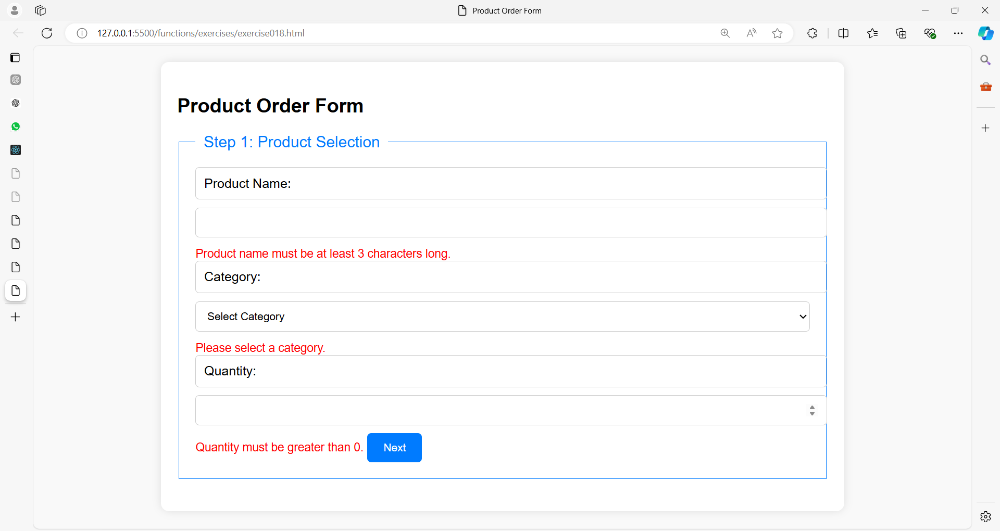 Product Order Form
127.0.0.1:5500/functions/exercises/exercise018.html
Product Order Form
Step 1: Product Selection
Product Name:
Product name must be at least 3 characters long.
Category:
Select Category
Please select a category.
Quantity:
Quantity must be greater than 0. Next